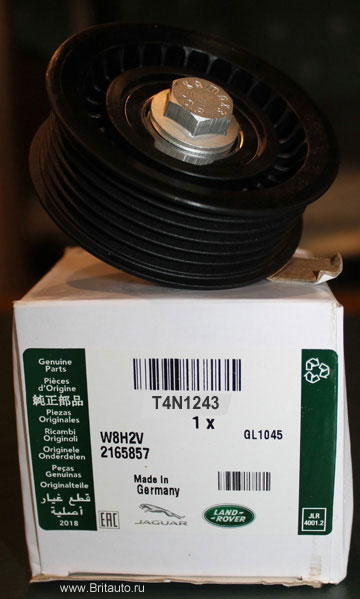 Genuine
Parts
Pièces
d'Origine
純正部品
Piezas
Originales
Ricambi
Originali
Originele
Onderdelen
Peças
Genuínas
Originalteile
قطع غيار
أصلية
2018
T4N1243
1 x
W8H2V
2165857
GL1045
Made In
Germany
EAC
JAGUAR
LAND-
ROVER
JLR
4001.2
www.Britauto.ru